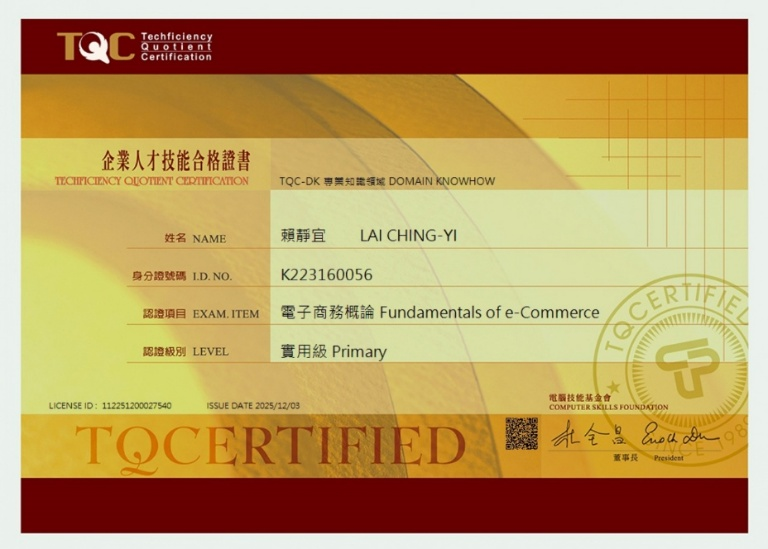 TQC Techficiency
Quotient
Certification
企業人才技能合格證書
TECHFICIENCY QUOTIENT CERTIFICATION
TQC-DK 專業知識領域 DOMAIN KNOWHOW
姓名 NAME 賴靜宜 LAI CHING-YI
身分證號碼 I.D. NO. K223160056
認證項目 EXAM. ITEM 電子商務概論 Fundamentals of e-Commerce
認證級別 LEVEL 實用級 Primary
TQCERTIFIED
SINCE 1989
LICENSE ID : 112251200027540 ISSUE DATE 2025/12/03
電腦技能基金會
COMPUTER SKILLS FOUNDATION
TQCERTIFIED
董事長 President